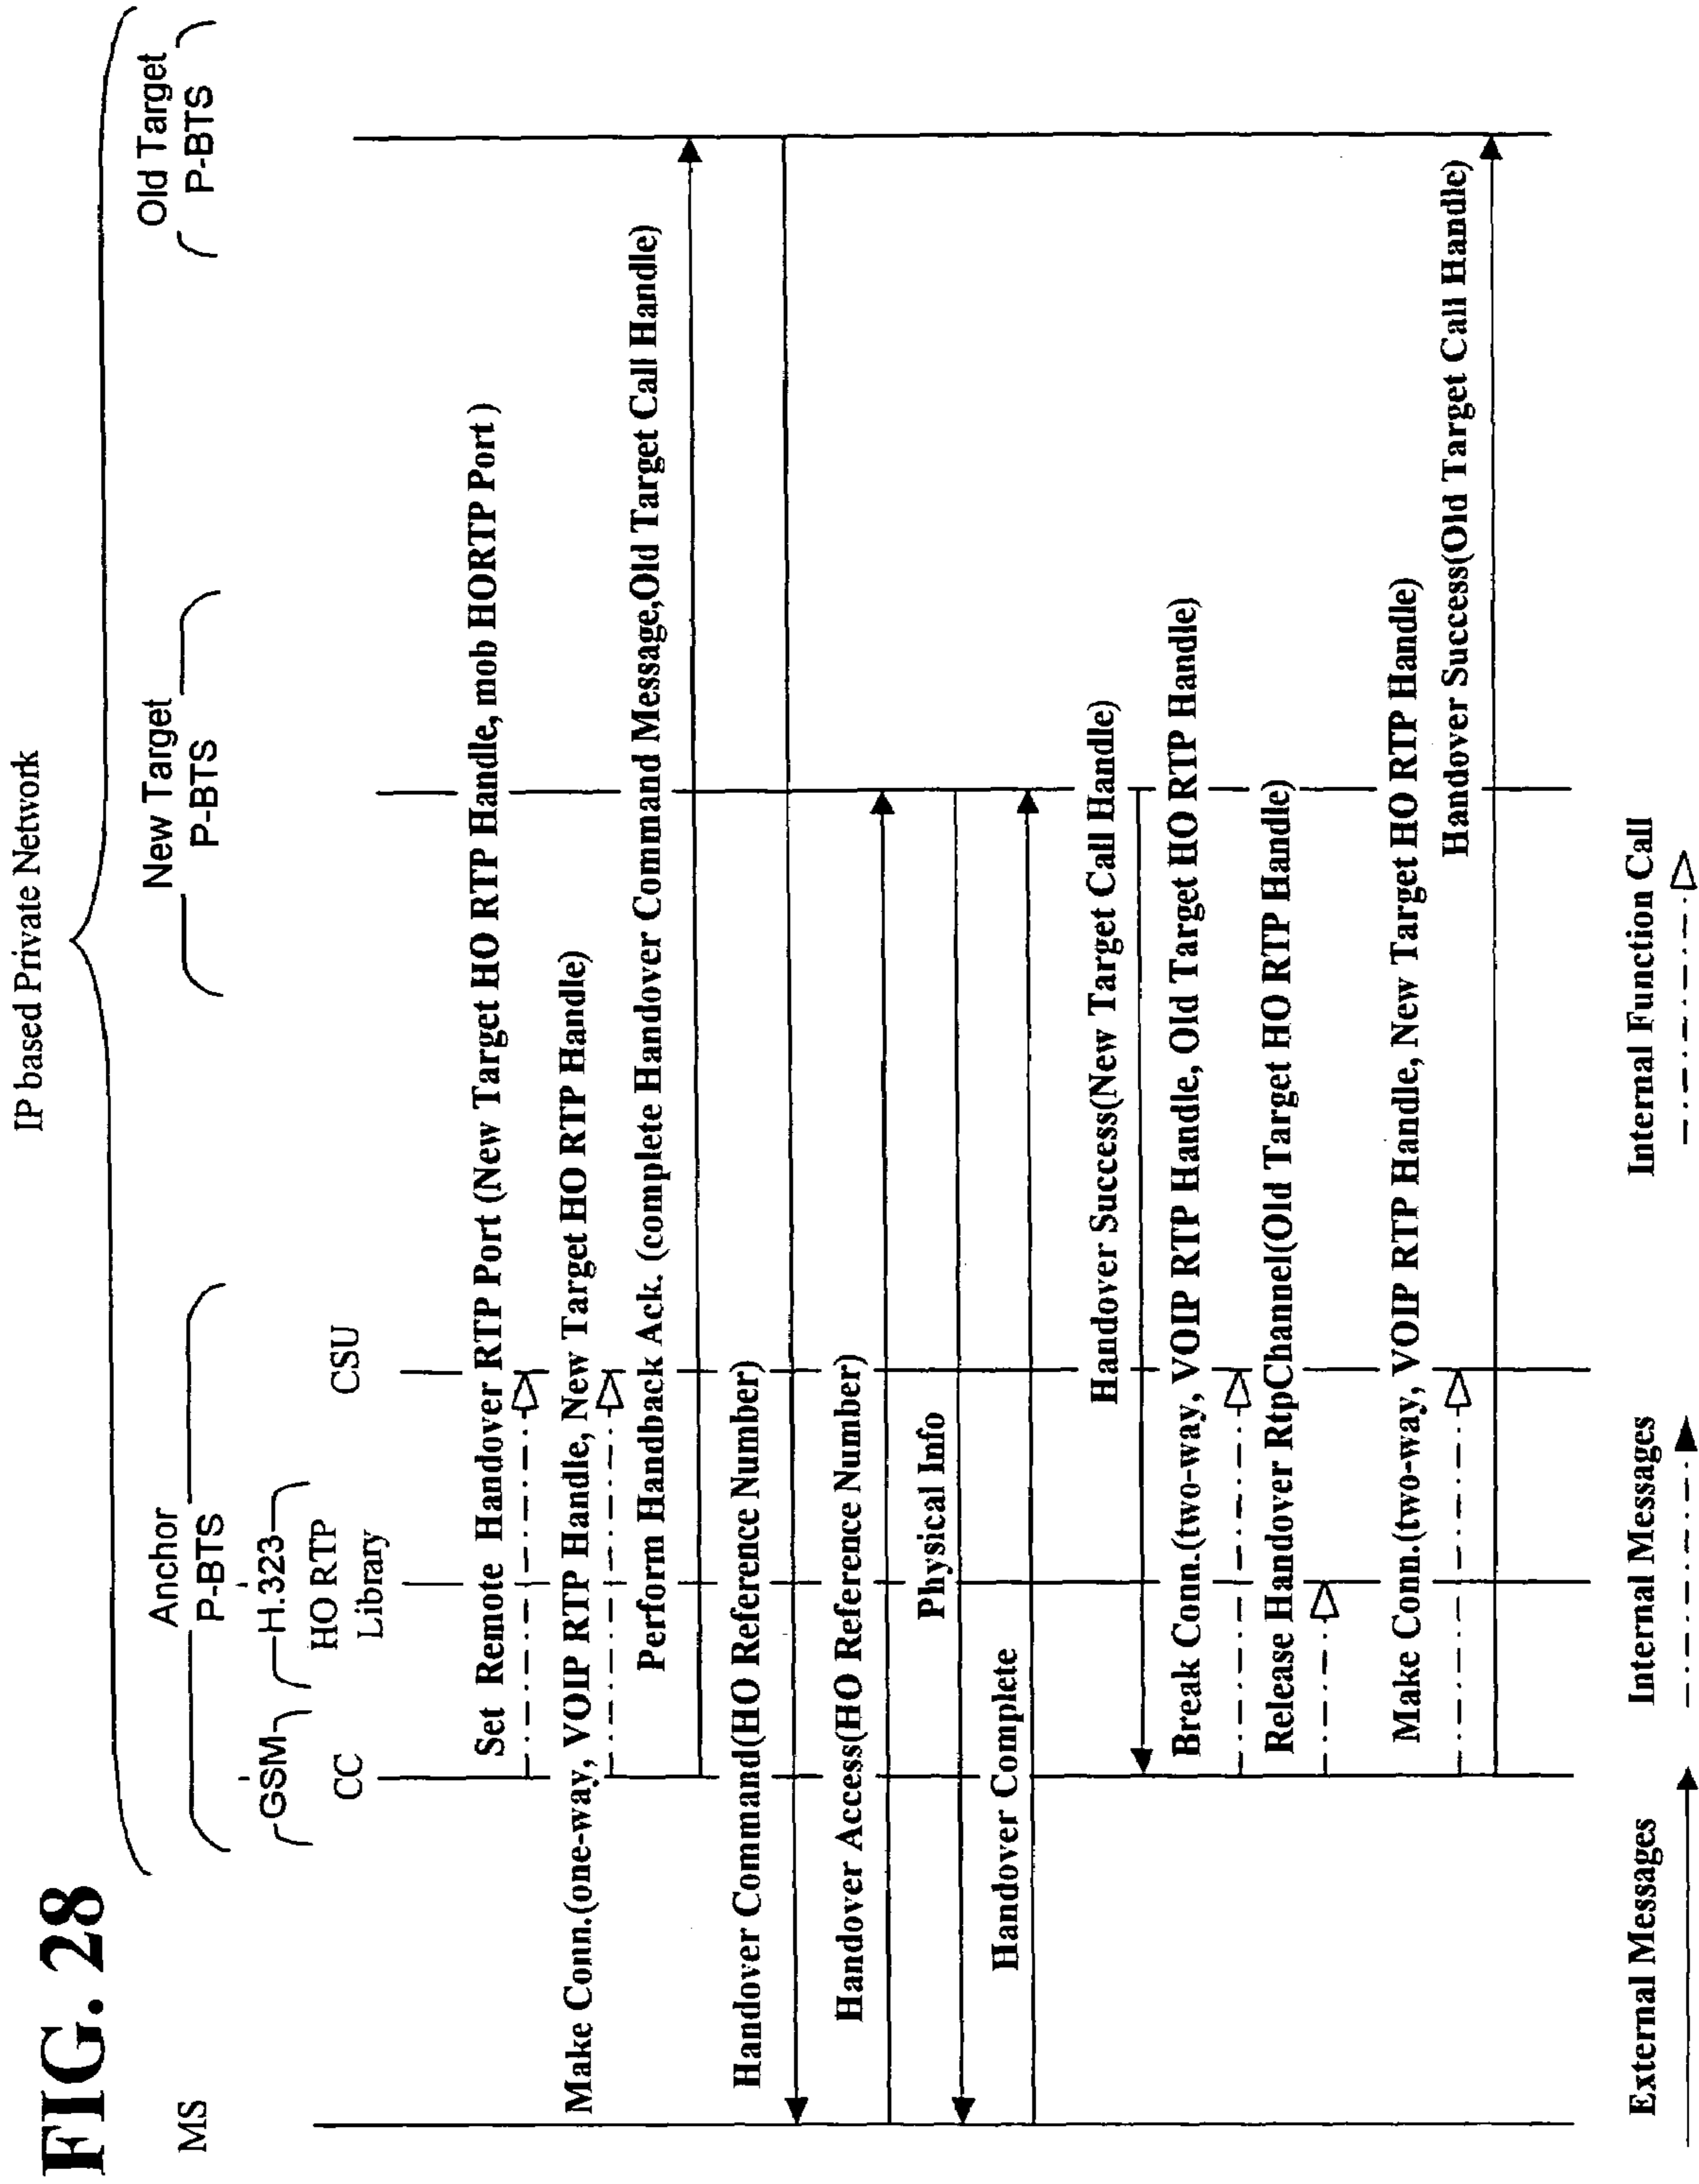 FIG. 28
IP based Private Network
MS
Anchor
P-BTS
New Target
P-BTS
Old Target
P-BTS
GSM
H.323
CC
HO RTP
Library
CSU
Set Remote Handover RTP Port (New Target HO RTP Handle, mob HORTP Port)
Make Conn.(one-way, VOIP RTP Handle, New Target HO RTP Handle)
Perform Handback Ack. (complete Handover Command Message,Old Target Call Handle)
Handover Command(HO Reference Number)
Handover Access(HO Reference Number)
Physical Info
Handover Complete
Handover Success(New Target Call Handle)
Break Conn.(two-way, VOIP RTP Handle, Old Target HO RTP Handle)
Release Handover RtpChannel(Old Target HO RTP Handle)
Make Conn.(two-way, VOIP RTP Handle, New Target HO RTP Handle)
Handover Success(Old Target Call Handle)
External Messages
Internal Messages
Internal Function Call